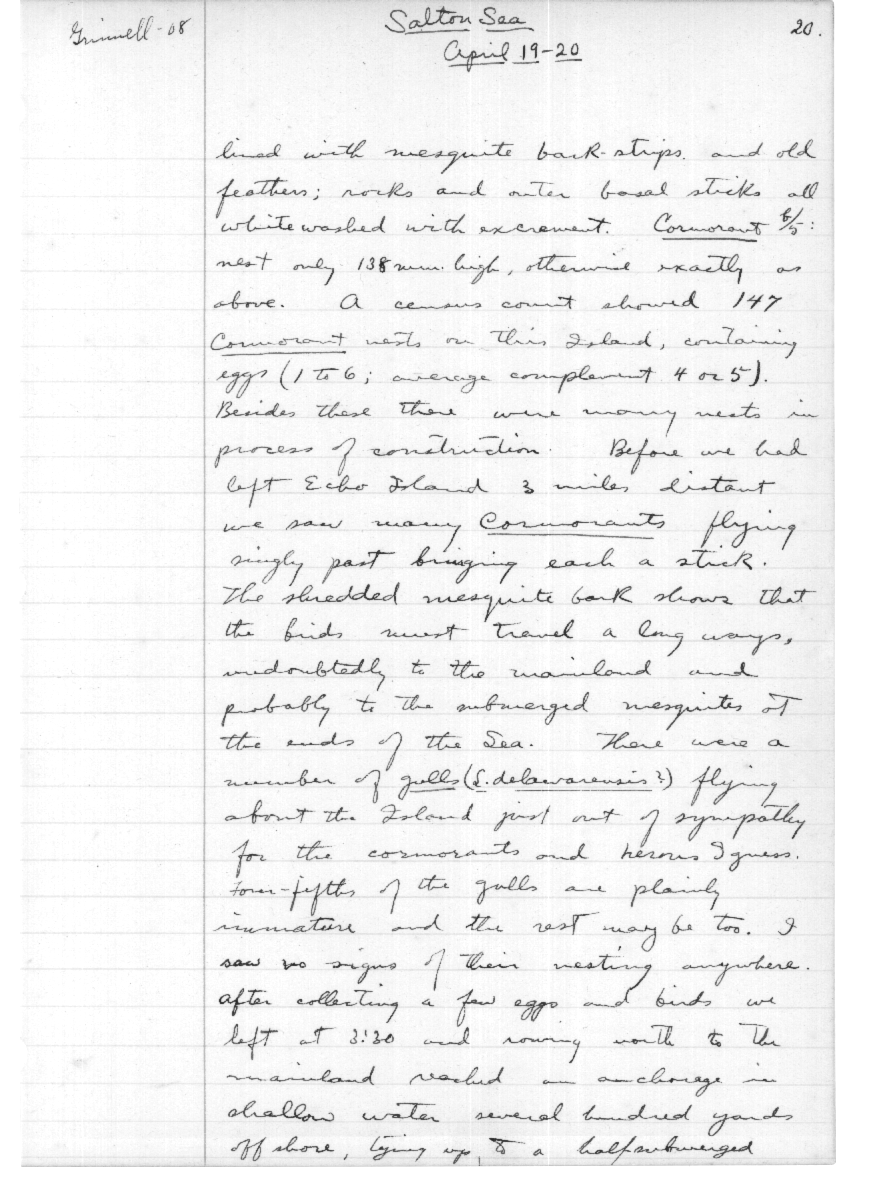 Grinnell-08
Salton Sea
20.
April 19-20
lined with mesquite bark-strips and old
feathers; rocks and outer basal sticks all
whitewashed with excrement. Cormorant 6/5:
nest only 138 mm. high, otherwise exactly as
above. A census count showed 147
Cormorant nests on this Island, containing
eggs (1 to 6; average complement 4 or 5).
Besides these there were many nests in
process of construction. Before we had
left Echo Island 3 miles distant
we saw many Cormorants flying
singly past bringing each a stick.
The shredded mesquite bark shows that
the birds must travel a long ways,
undoubtedly to the mainland and
probably to the submerged mesquites at
the ends of the Sea. There were a
number of gulls (L. delawarensis?) flying
about the Island just out of sympathy
for the cormorants and herons I guess.
Four-fifths of the gulls are plainly
immature and the rest may be too. I
saw no signs of their nesting anywhere.
After collecting a few eggs and birds we
left at 3:30 and rowing north to the
mainland reached an anchorage in
shallow water several hundred yards
off shore, tying up to a half submerged